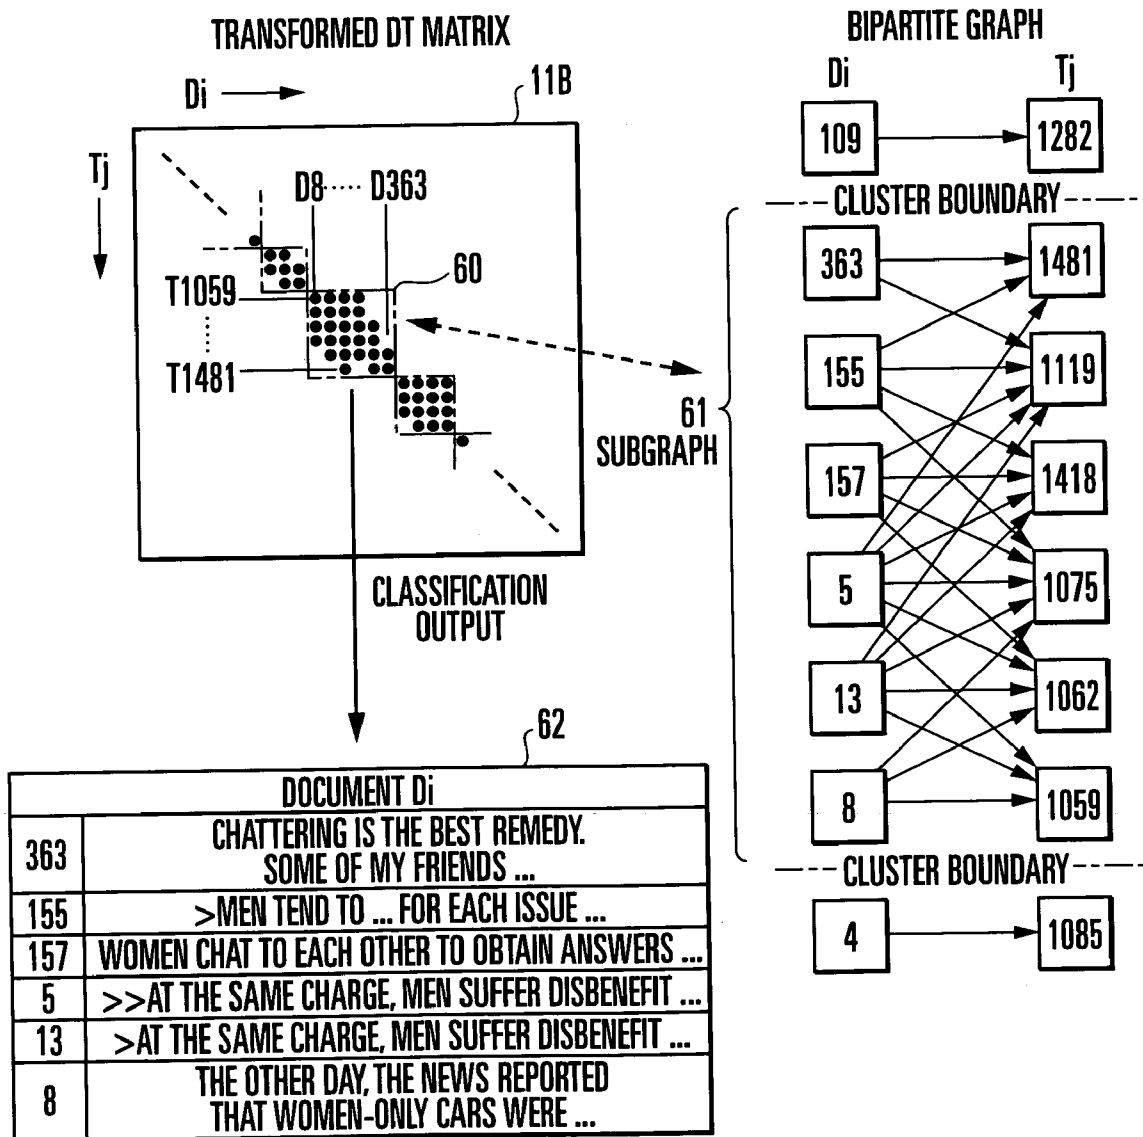 TRANSFORMED DT MATRIX
Di
11B
Tj
D8 ...... D363
60
T1059
......
T1481
CLASSIFICATION
OUTPUT
61
SUBGRAPH
BIPARTITE GRAPH
Di Tj
109 1282
CLUSTER BOUNDARY
363 1481
155 1119
157 1418
5 1075
13 1062
8 1059
CLUSTER BOUNDARY
4 1085
62
DOCUMENT Di
363 CHATTERING IS THE BEST REMEDY.
SOME OF MY FRIENDS ...
155 >MEN TEND TO ... FOR EACH ISSUE ...
157 WOMEN CHAT TO EACH OTHER TO OBTAIN ANSWERS ...
5 >>AT THE SAME CHARGE, MEN SUFFER DISBENEFIT ...
13 >AT THE SAME CHARGE, MEN SUFFER DISBENEFIT ...
8 THE OTHER DAY, THE NEWS REPORTED
THAT WOMEN-ONLY CARS WERE ...